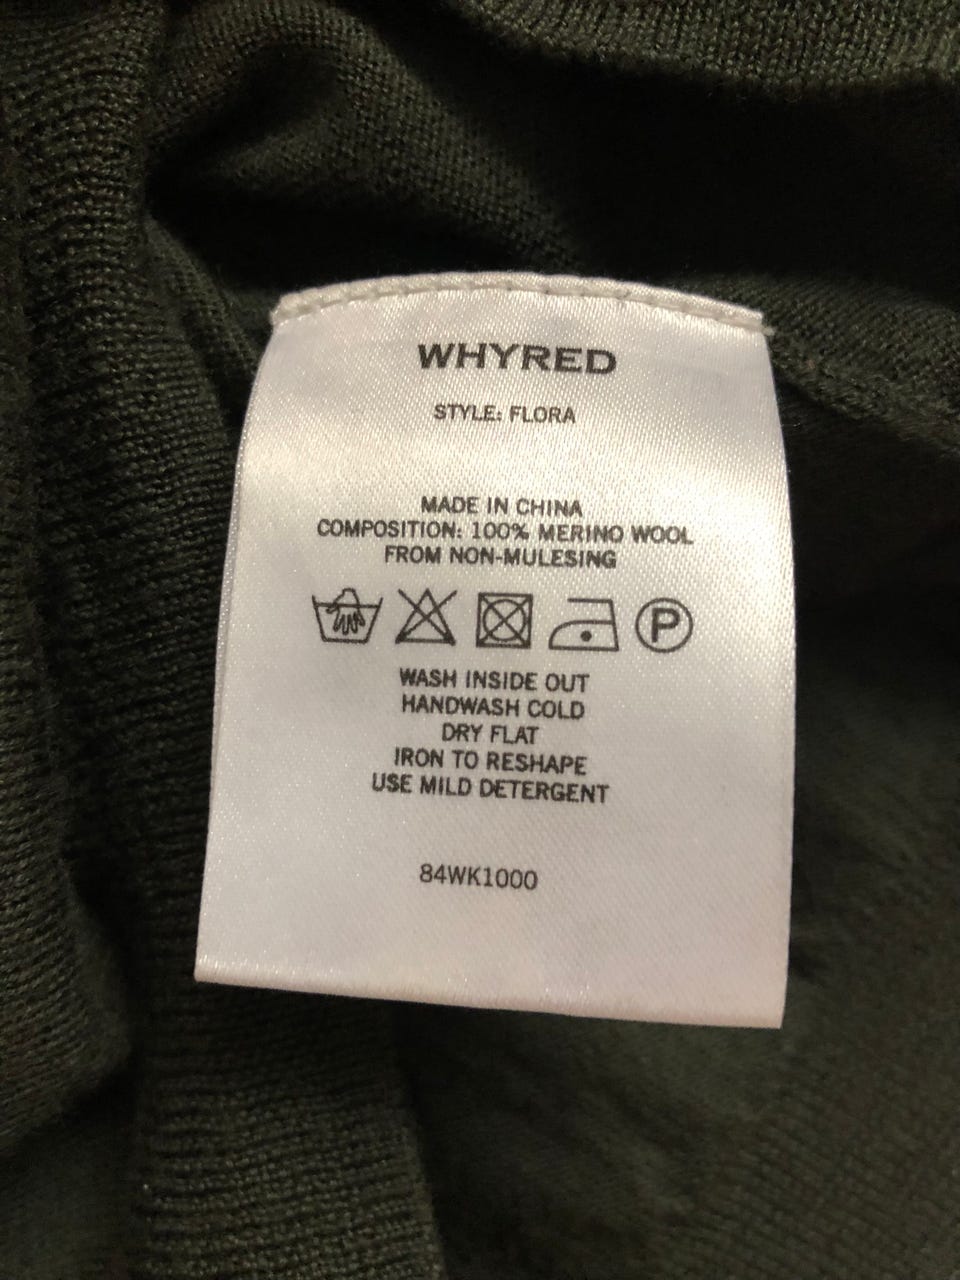 WHYRED
STYLE: FLORA
MADE IN CHINA
COMPOSITION: 100% MERINO WOOL
FROM NON-MULESING
P
WASH INSIDE OUT
HANDWASH COLD
DRY FLAT
IRON TO RESHAPE
USE MILD DETERGENT
84WK1000